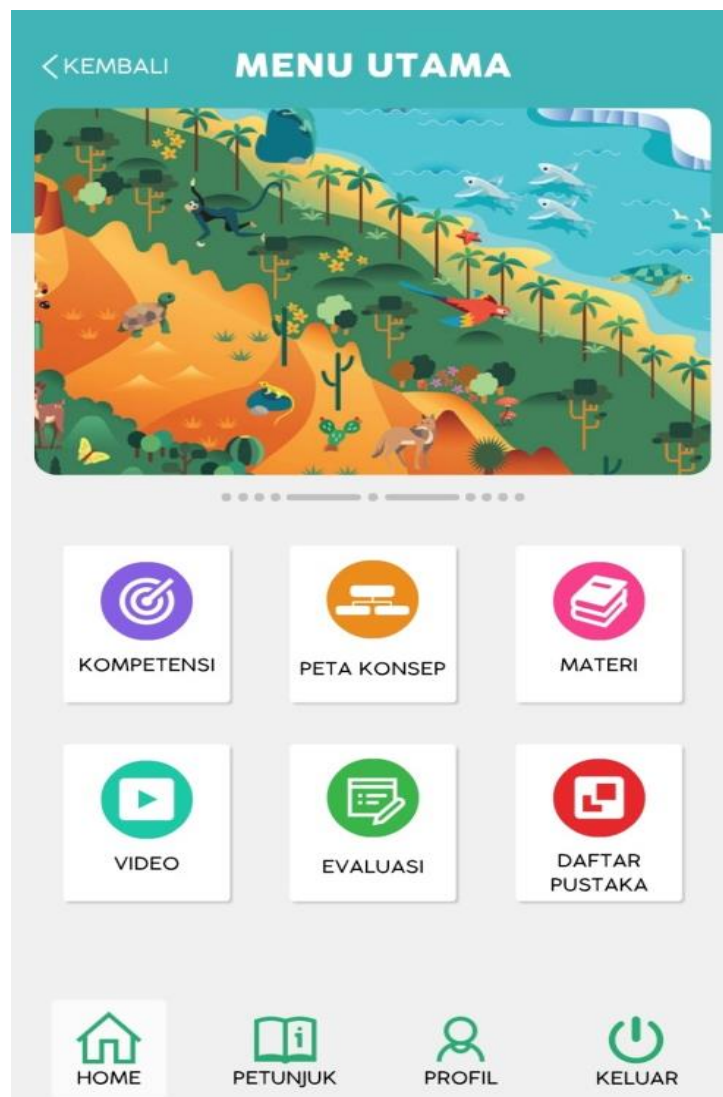 KEMBALI
MENU UTAMA
KOMPETENSI
PETA KONSEP
MATERI
VIDEO
EVALUASI
DAFTAR
PUSTAKA
HOME
PETUNJUK
PROFIL
KELUAR